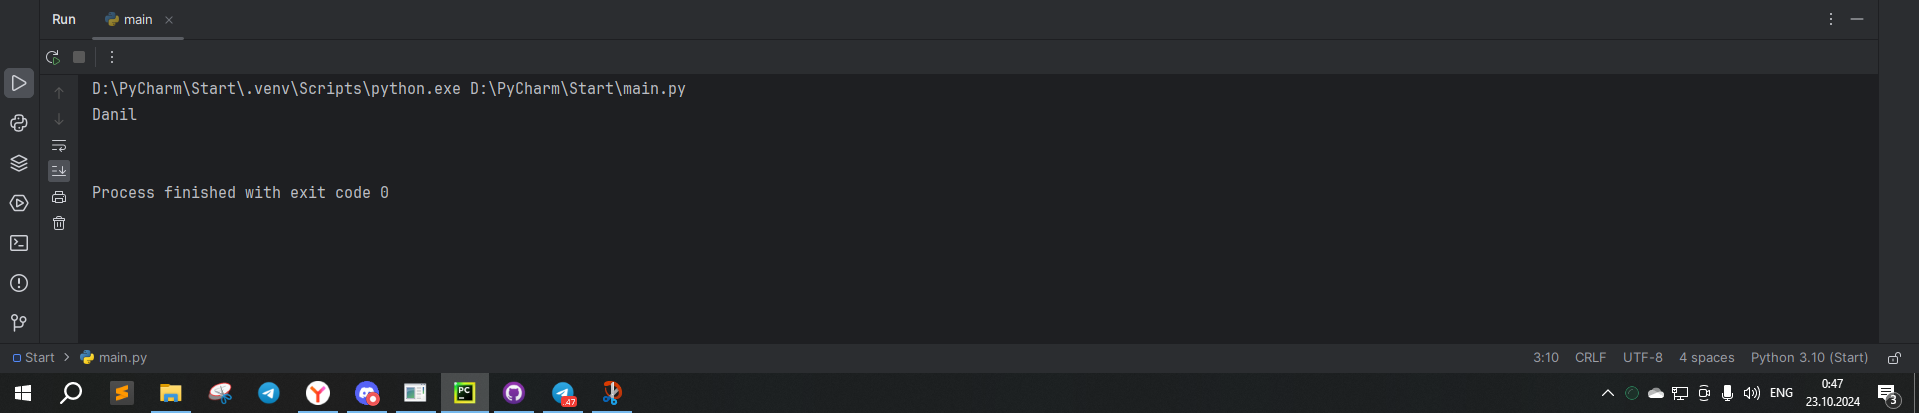 Run main
D:\PyCharm\Start\.venv\Scripts\python.exe D:\PyCharm\Start\main.py
Danil
Process finished with exit code 0
Start main.py 3:10 CRLF UTF-8 4 spaces Python 3.10 (Start)
S Y PC 47 ENG 0:47
23.10.2024 3